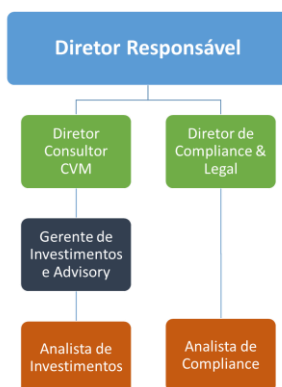 Diretor Responsável
Diretor
Consultor
CVM
Diretor de
Compliance &
Legal
Gerente de
Investimentos
e Advisory
Analista de
Investimentos
Analista de
Compliance